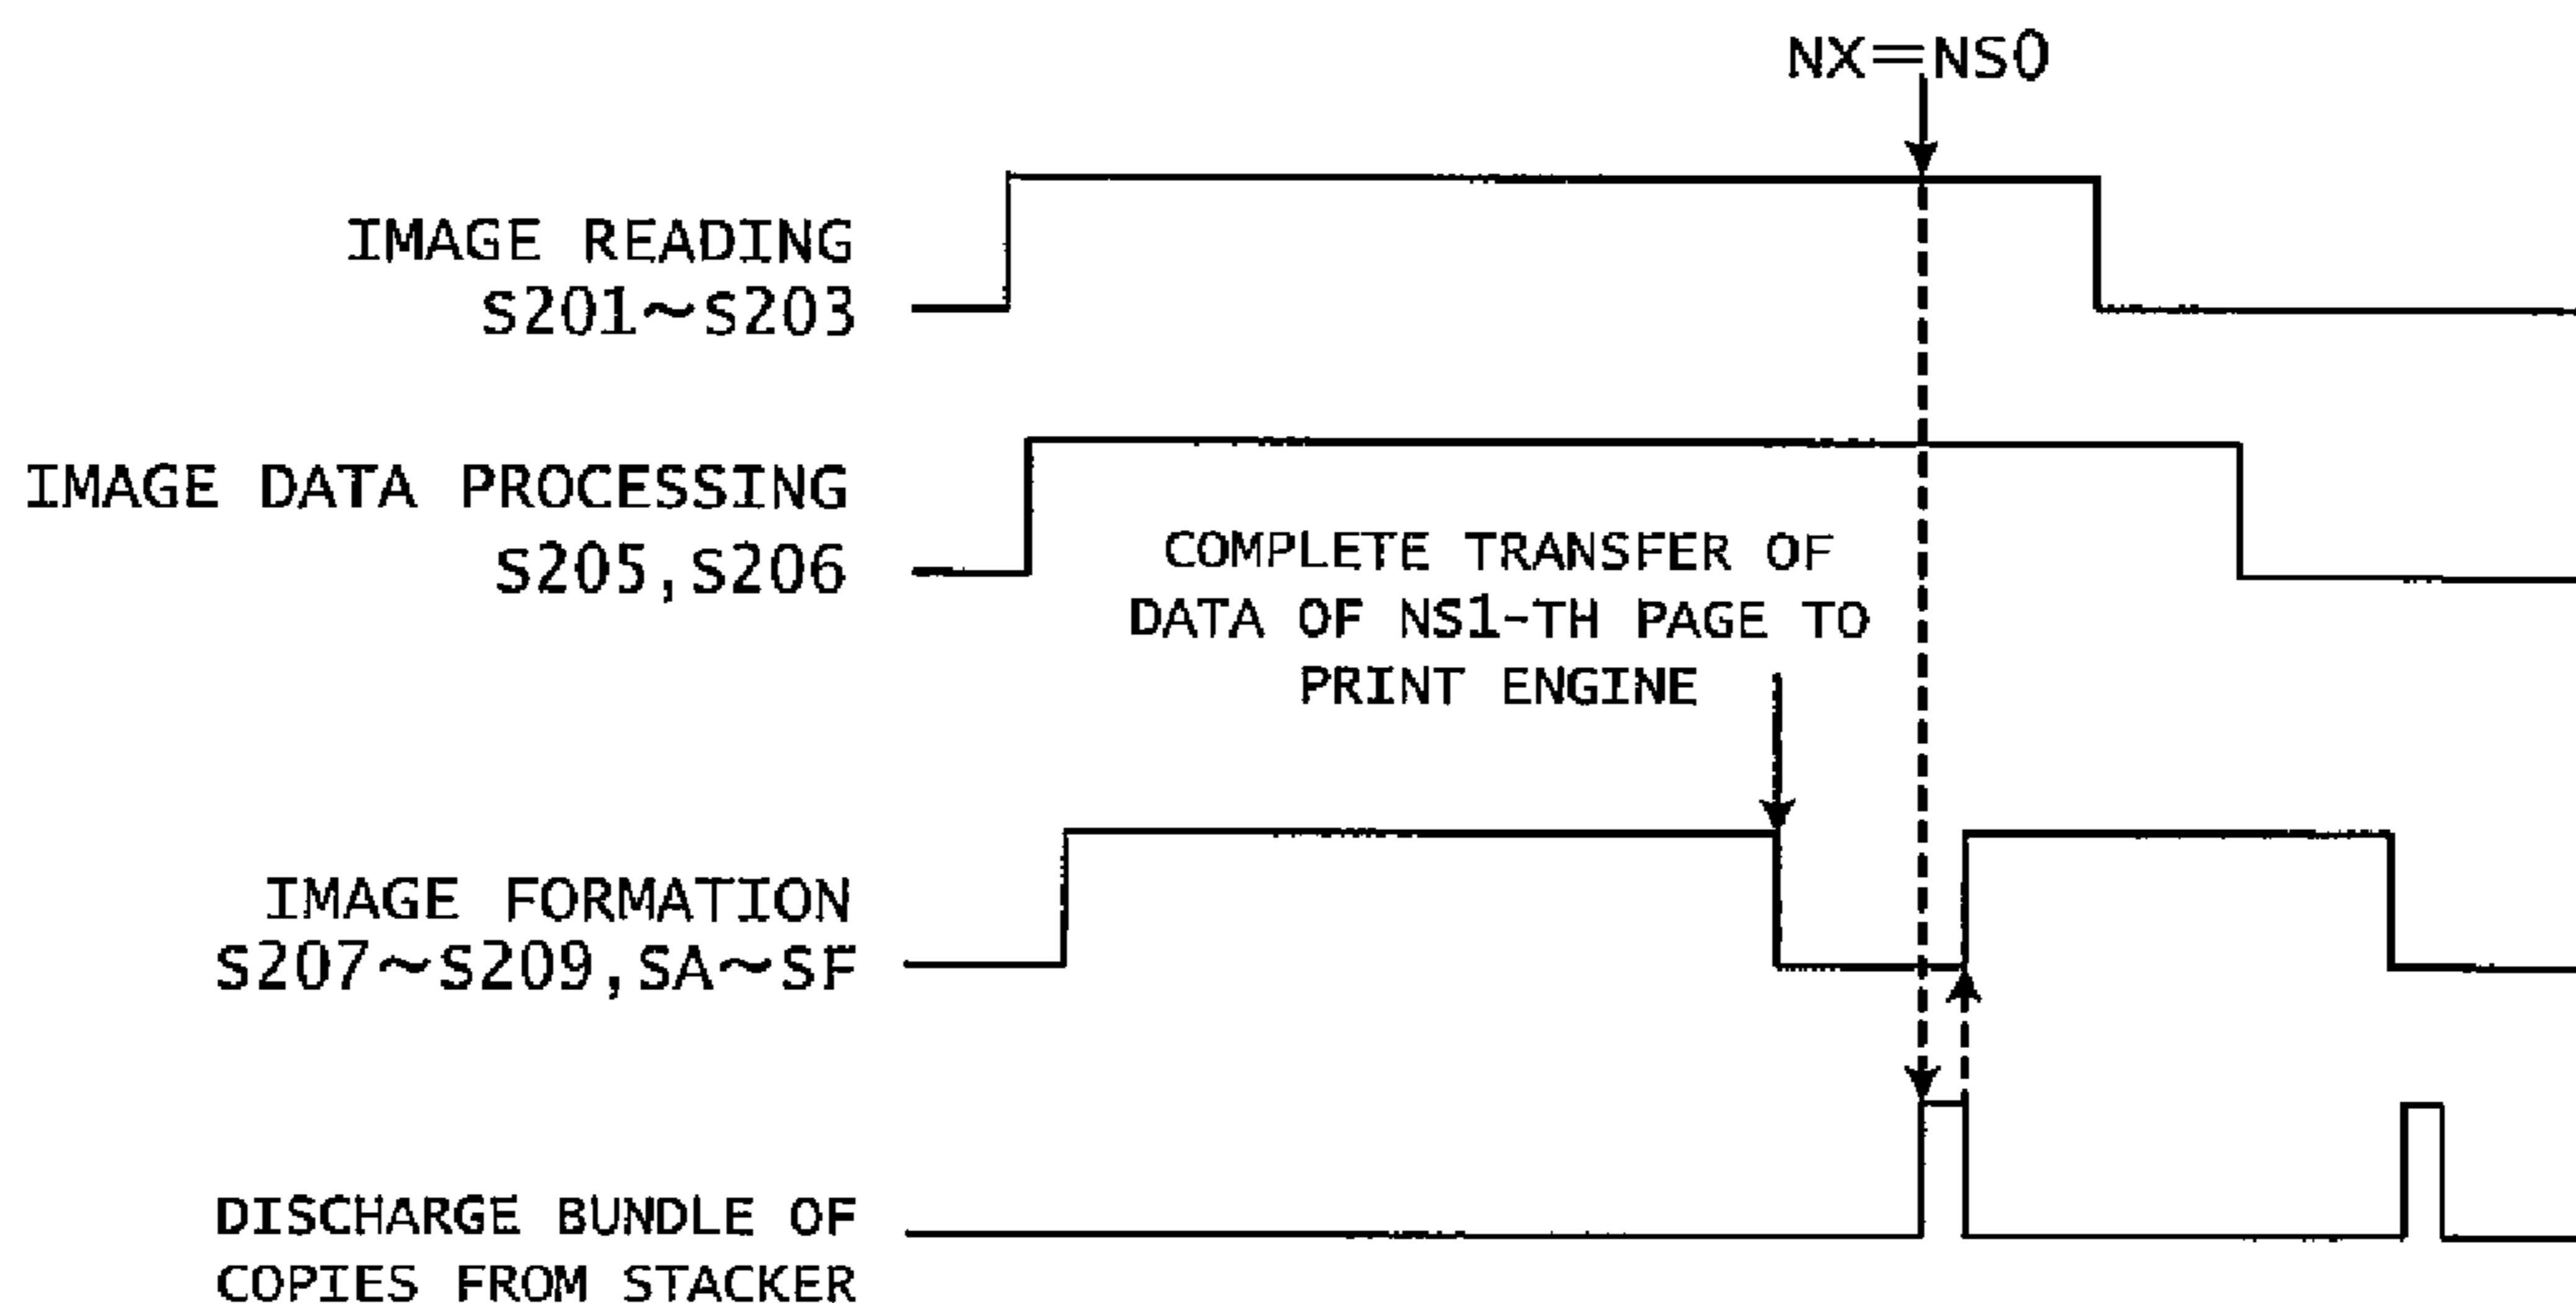 NX=NS0
IMAGE READING
S201~S203
IMAGE DATA PROCESSING
S205,S206
COMPLETE TRANSFER OF
DATA OF NS1-TH PAGE TO
PRINT ENGINE
IMAGE FORMATION
S207~S209,SA~SF
DISCHARGE BUNDLE OF
COPIES FROM STACKER